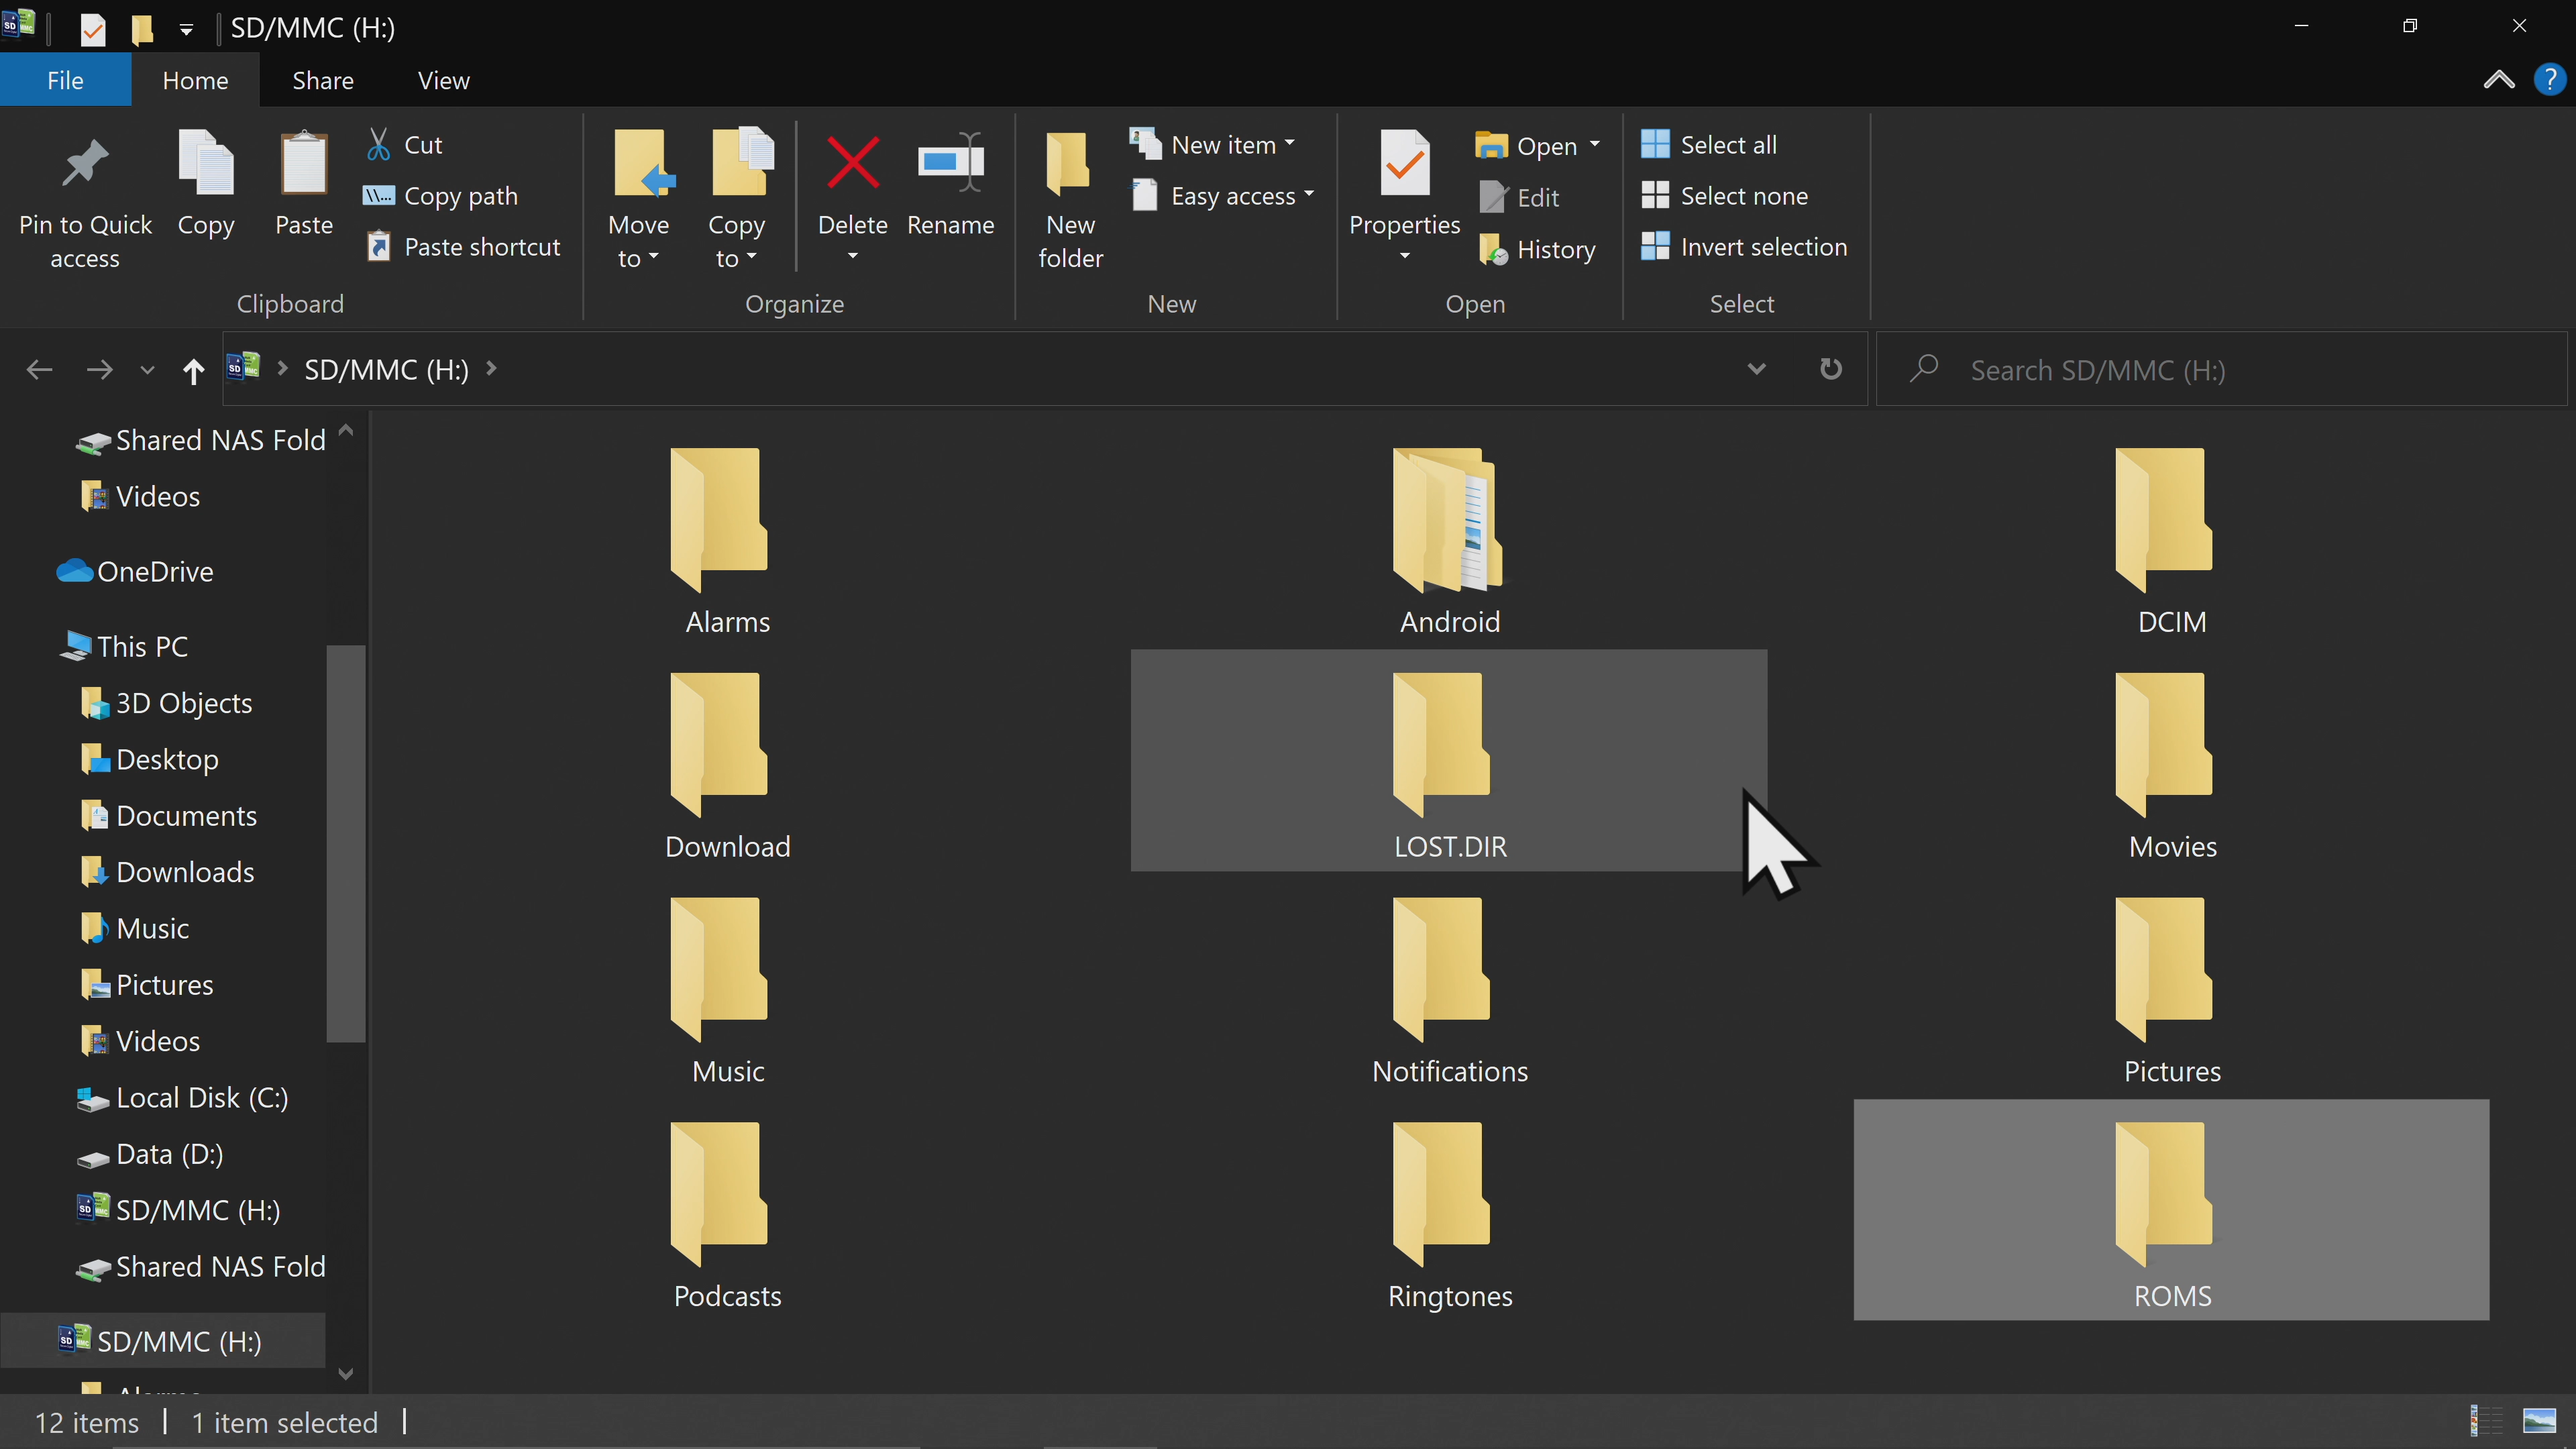 SD/MMC (H:)
File Home Share View
Pin to Quick access
Copy
Paste
Cut
Copy path
Paste shortcut
Clipboard
Move to
Copy to
Delete
Rename
Organize
New folder
New item
Easy access
New
Properties
Open
Edit
History
Open
Select all
Select none
Invert selection
Select
SD/MMC (H:)
Search SD/MMC (H:)
Shared NAS Fold
Videos
OneDrive
This PC
3D Objects
Desktop
Documents
Downloads
Music
Pictures
Videos
Local Disk (C:)
Data (D:)
SD/MMC (H:)
Shared NAS Fold
SD/MMC (H:)
Alarms Android DCIM
Download LOST.DIR Movies
Music Notifications Pictures
Podcasts Ringtones ROMS
12 items 1 item selected